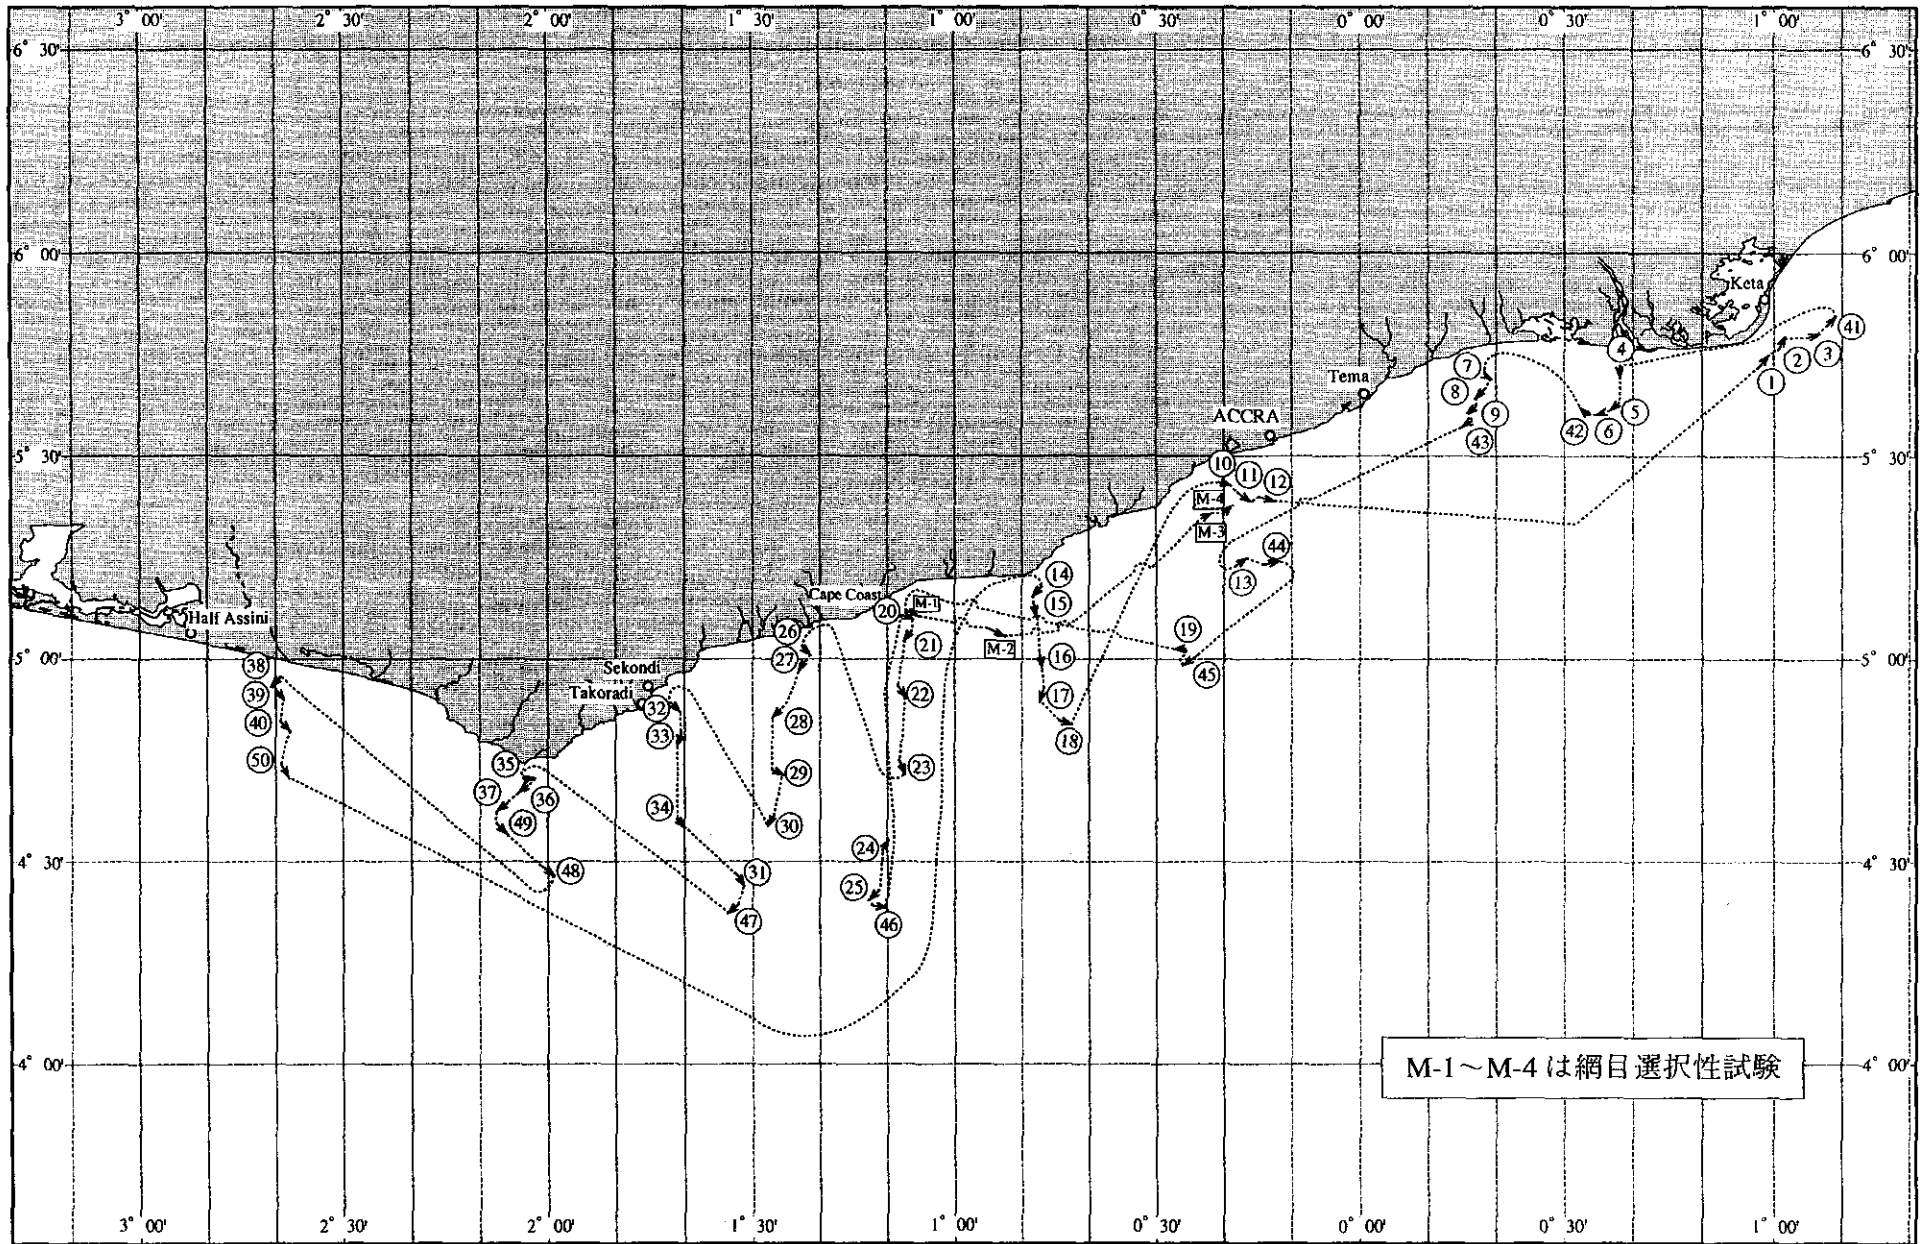 3° 00' 2° 30' 2° 00' 1° 30' 1° 00' 0° 30' 0° 00' 0° 30' 1° 00'
6° 30' 6° 30'
6° 00' 6° 00'
Keta
41
4 2 3
7 1
Tema
8
ACCRA 9 5
43 42 6
5° 30' 10 5° 30'
11 12
M-4
M-3
44
14 13
Cape Coast
15
20 M-1
Half Assini
26 19
21 M-2
5° 00' 38 27 16 5° 00'
Sekondi
45
39 Takoradi 22 17
32
40 28
33 18
50 35 29 23
37 36
34
49 30
24
4° 30' 48 31 4° 30'
25
47 46
4° 00' 4° 00'
M-1～M-4 は網目選択性試験
3° 00' 2° 30' 2° 00' 1° 30' 1° 00' 0° 30' 0° 00' 0° 30' 1° 00'